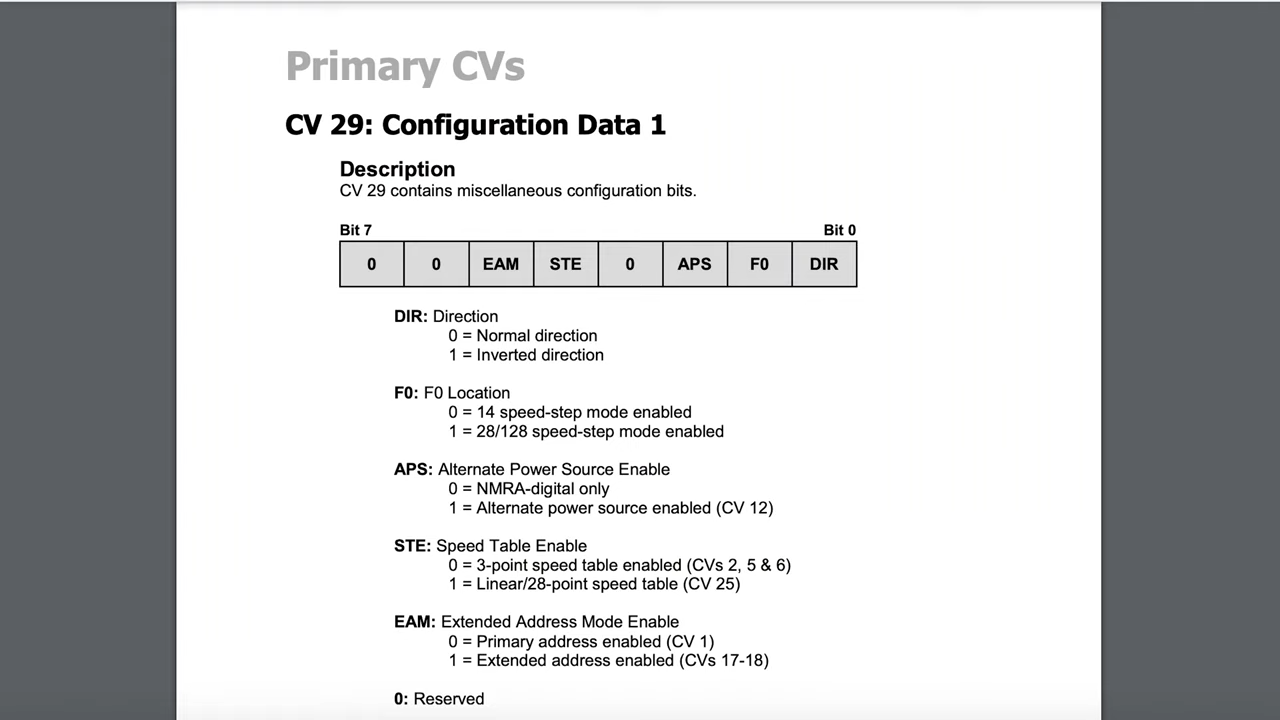 Primary CVs
CV 29: Configuration Data 1
Description
CV 29 contains miscellaneous configuration bits.
Bit 7 Bit 0
0 0 EAM STE 0 APS F0 DIR
DIR: Direction
0 = Normal direction
1 = Inverted direction
F0: F0 Location
0 = 14 speed-step mode enabled
1 = 28/128 speed-step mode enabled
APS: Alternate Power Source Enable
0 = NMRA-digital only
1 = Alternate power source enabled (CV 12)
STE: Speed Table Enable
0 = 3-point speed table enabled (CVs 2, 5 & 6)
1 = Linear/28-point speed table (CV 25)
EAM: Extended Address Mode Enable
0 = Primary address enabled (CV 1)
1 = Extended address enabled (CVs 17-18)
0: Reserved